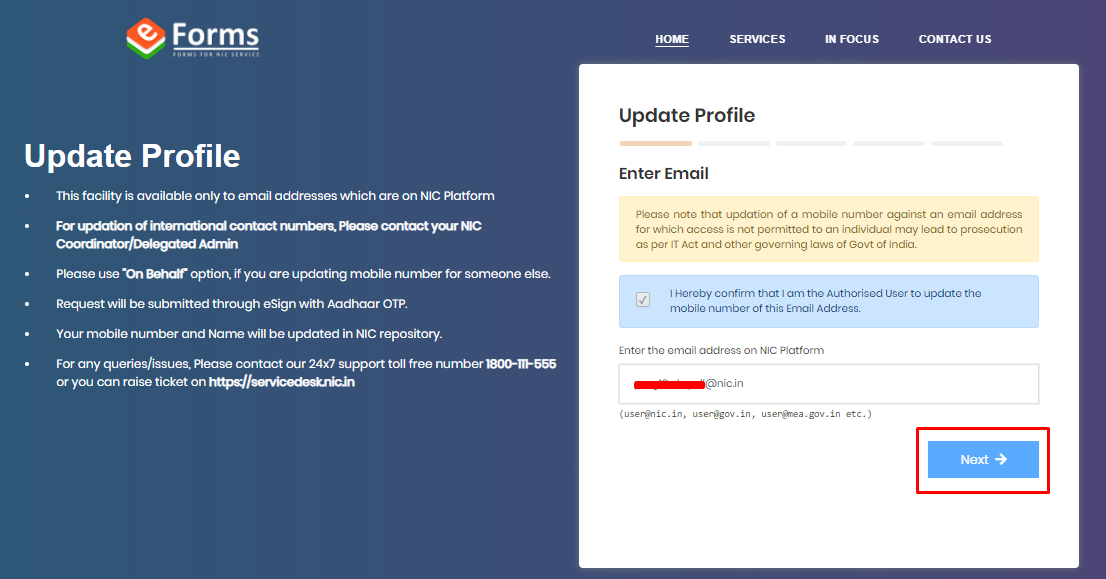 e Forms
FORMS FOR NIC SERVICE
HOME SERVICES IN FOCUS CONTACT US
Update Profile
This facility is available only to email addresses which are on NIC Platform
For updation of international contact numbers, Please contact your NIC
Coordinator/Delegated Admin
Please use "On Behalf" option, if you are updating mobile number for someone else.
Request will be submitted through eSign with Aadhaar OTP.
Your mobile number and Name will be updated in NIC repository.
For any queries/issues, Please contact our 24x7 support toll free number 1800-111-555
or you can raise ticket on https://servicedesk.nic.in
Update Profile
Enter Email
Please note that updation of a mobile number against an email address
for which access is not permitted to an individual may lead to prosecution
as per IT Act and other governing laws of Govt of India.
I Hereby confirm that I am the Authorised User to update the
mobile number of this Email Address.
Enter the email address on NIC Platform
@nic.in
(user@nic.in, user@gov.in, user@mea.gov.in etc.)
Next